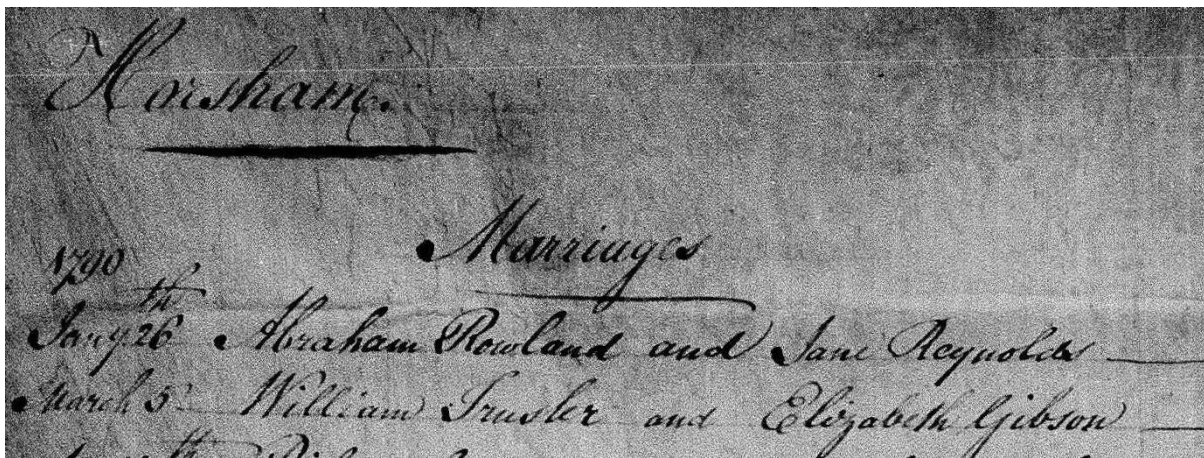 Horsham.
Marriages
1790
Jany. 26th Abraham Rowland and Jane Reynolds
March 5 William Trusler and Elizabeth Gibson